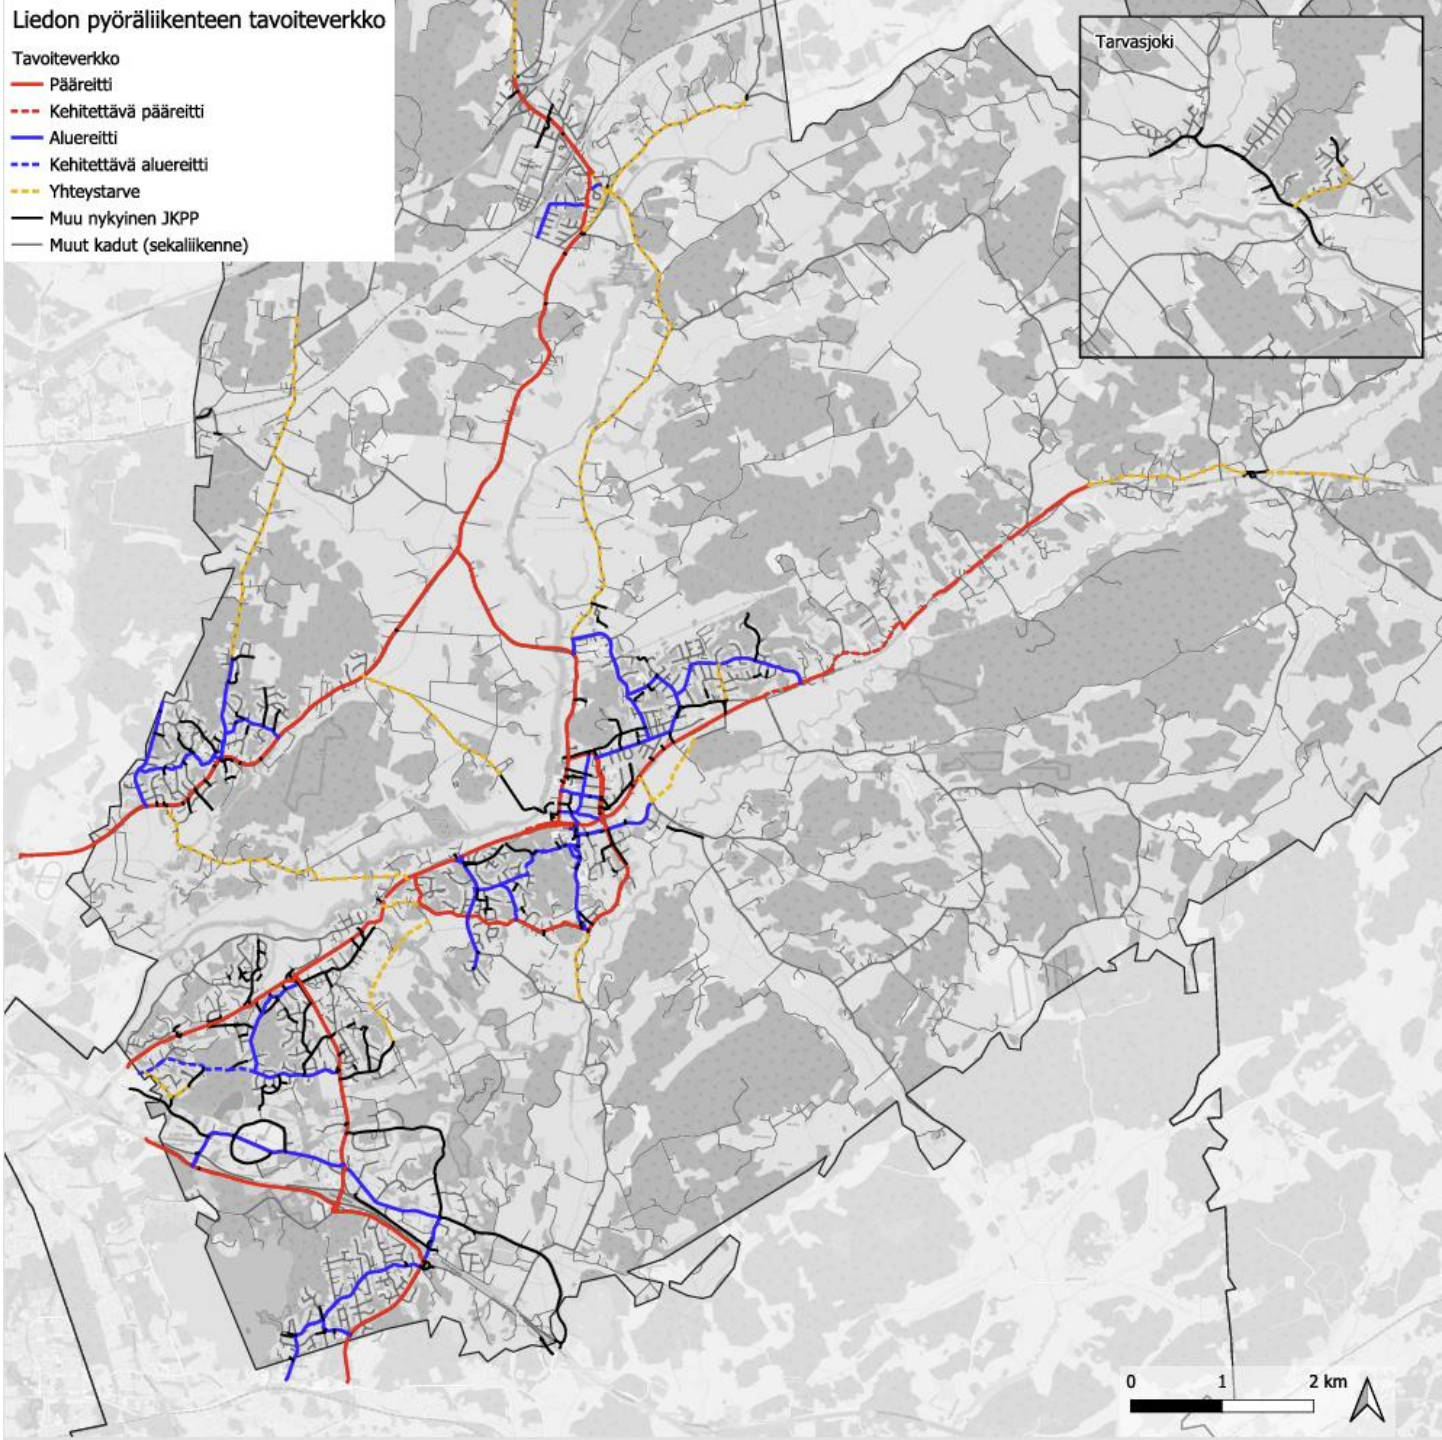 Liedon pyöräliikenteen tavoiteverkko
Tavoiteverkko
Pääreitti
Kehitettävä pääreitti
Aluereitti
Kehitettävä aluereitti
Yhteystarve
Muu nykyinen JKPP
Muut kadut (sekaliikenne)
Tarvasjoki
0 1 2 km